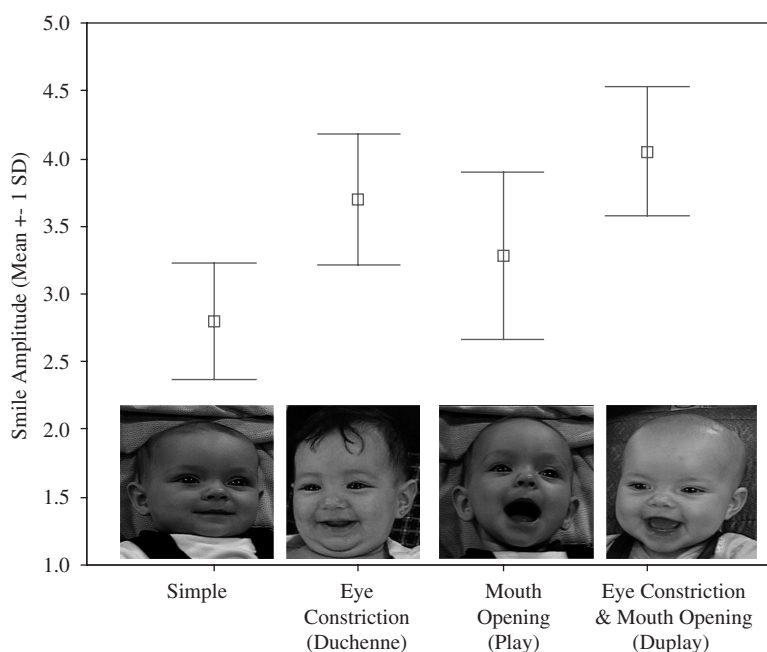 Smile Amplitude (Mean +- 1 SD)
5.0
4.5
4.0
3.5
3.0
2.5
2.0
1.5
1.0
Simple
Eye
Constriction
(Duchenne)
Mouth
Opening
(Play)
Eye Constriction
& Mouth Opening
(Duplay)